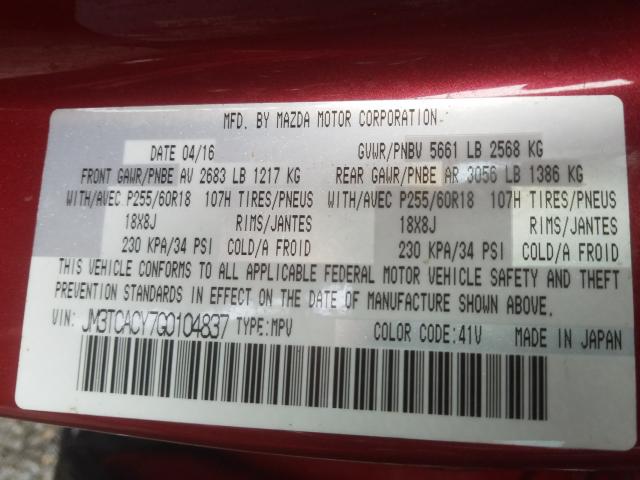 MFD. BY MAZDA MOTOR CORPORATION
DATE 04/16 GVWR/PNBV 5661 LB 2568 KG
FRONT GAWR/PNBE AV 2683 LB 1217 KG REAR GAWR/PNBE AR 3056 LB 1386 KG
WITH/AVEC P255/60R18 107H TIRES/PNEUS WITH/AVEC P255/60R18 107H TIRES/PNEUS
18X8J RIMS/JANTES 18X8J RIMS/JANTES
230 KPA/34 PSI COLD/A FROID 230 KPA/34 PSI COLD/A FROID
THIS VEHICLE CONFORMS TO ALL APPLICABLE FEDERAL MOTOR VEHICLE SAFETY AND THEFT
PREVENTION STANDARDS IN EFFECT ON THE DATE OF MANUFACTURE SHOWN ABOVE.
VIN: JM3TCACY7G0104837 TYPE:MPV COLOR CODE:41V MADE IN JAPAN